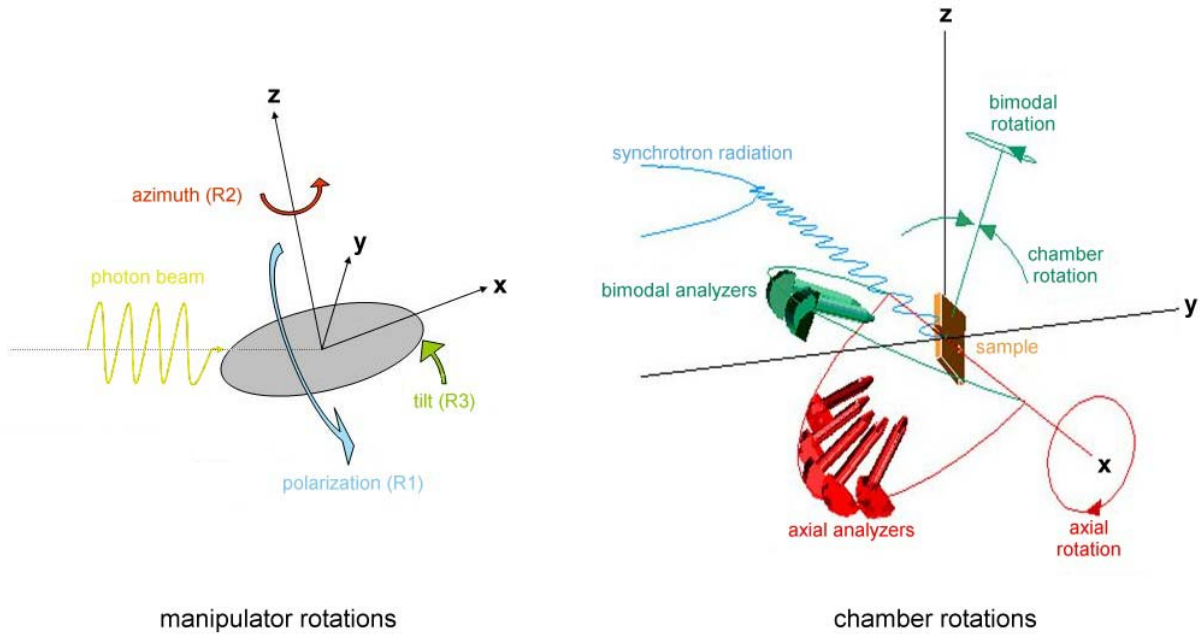 z
azimuth (R2)
y
photon beam
x
tilt (R3)
polarization (R1)
manipulator rotations
z
bimodal
rotation
synchrotron radiation
chamber
rotation
bimodal analyzers
y
sample
x
axial analyzers
axial
rotation
chamber rotations